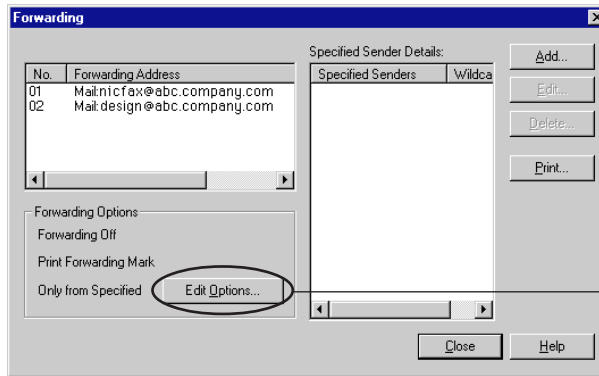 Forwarding
Specified Sender Details:
No. Forwarding Address
01 Mail:nicfax@abc.company.com
02 Mail:design@abc.company.com
Specified Senders Wildca
Add...
Edit...
Delete...
Print...
Forwarding Options
Forwarding Off
Print Forwarding Mark
Only from Specified Edit Options...
Close Help